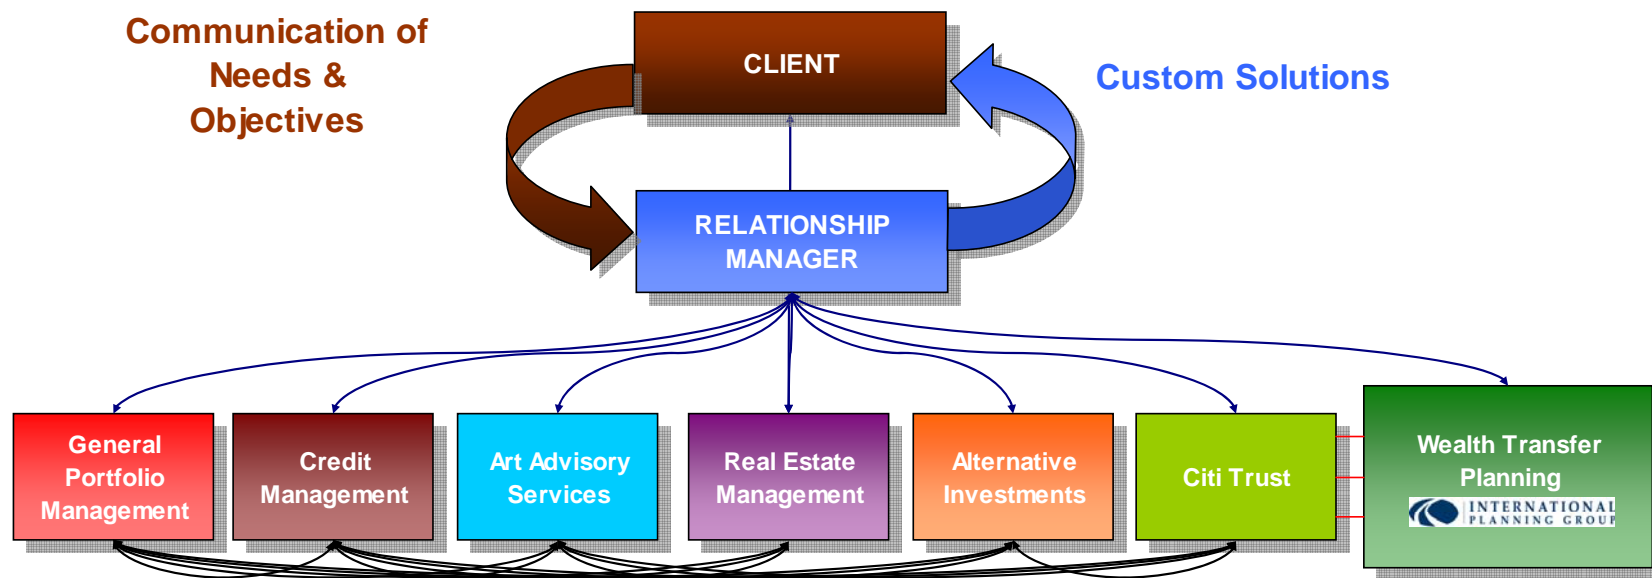 Communication of
Needs &
Objectives
CLIENT
Custom Solutions
RELATIONSHIP
MANAGER
General
Portfolio
Management
Credit
Management
Art Advisory
Services
Real Estate
Management
Alternative
Investments
Citi Trust
Wealth Transfer
Planning
INTERNATIONAL
PLANNING GROUP